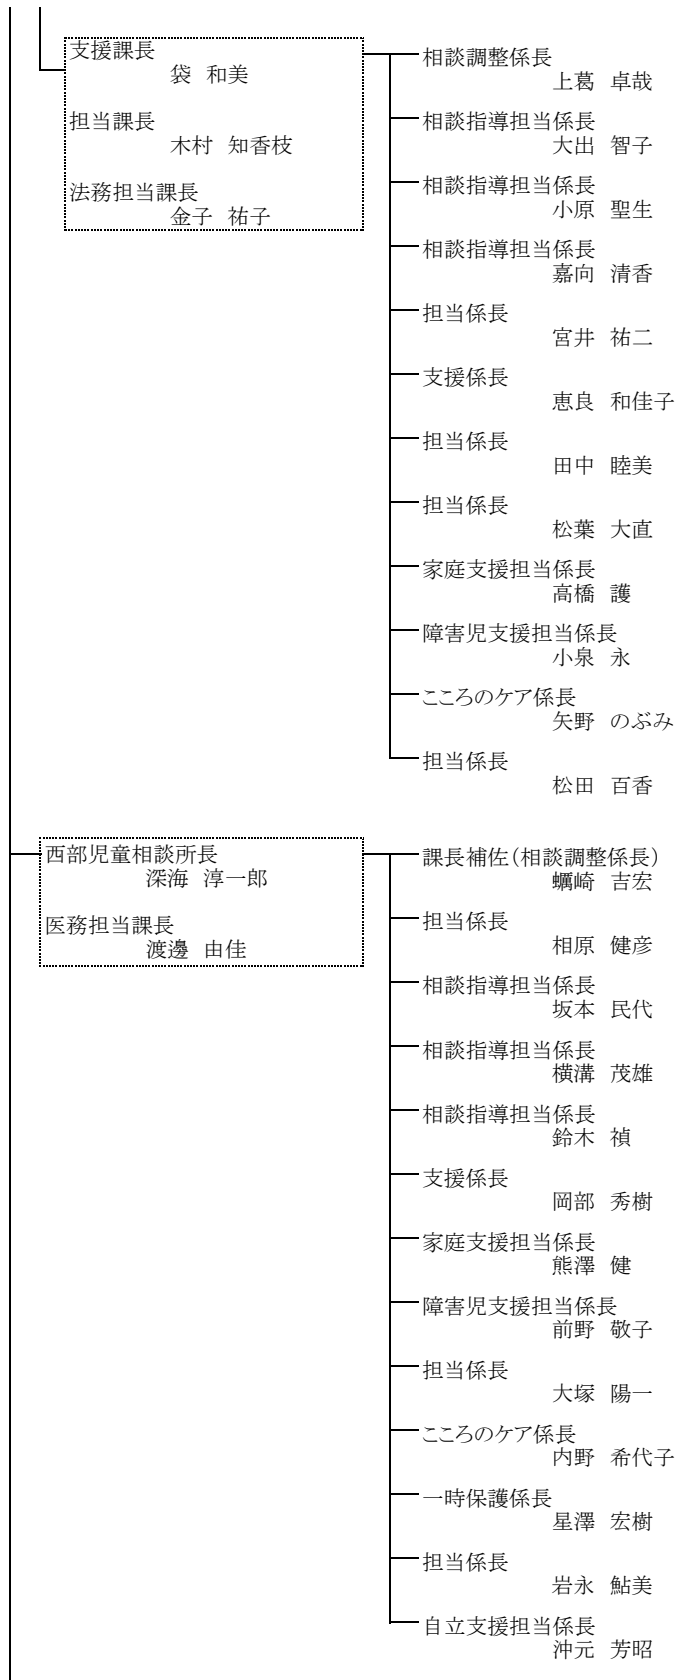 支援課長
袋 和美
担当課長
木村 知香枝
法務担当課長
金子 祐子
相談調整係長
上葛 卓哉
相談指導担当係長
大出 智子
相談指導担当係長
小原 聖生
相談指導担当係長
嘉向 清香
担当係長
宮井 祐二
支援係長
恵良 和佳子
担当係長
田中 睦美
担当係長
松葉 大直
家庭支援担当係長
高橋 護
障害児支援担当係長
小泉 永
こころのケア係長
矢野 のぶみ
担当係長
松田 百香
西部児童相談所長
深海 淳一郎
医務担当課長
渡邊 由佳
課長補佐(相談調整係長)
蠣崎 吉宏
担当係長
相原 健彦
相談指導担当係長
坂本 民代
相談指導担当係長
横溝 茂雄
相談指導担当係長
鈴木 禎
支援係長
岡部 秀樹
家庭支援担当係長
熊澤 健
障害児支援担当係長
前野 敬子
担当係長
大塚 陽一
こころのケア係長
内野 希代子
一時保護係長
星澤 宏樹
担当係長
岩永 鮎美
自立支援担当係長
沖元 芳昭